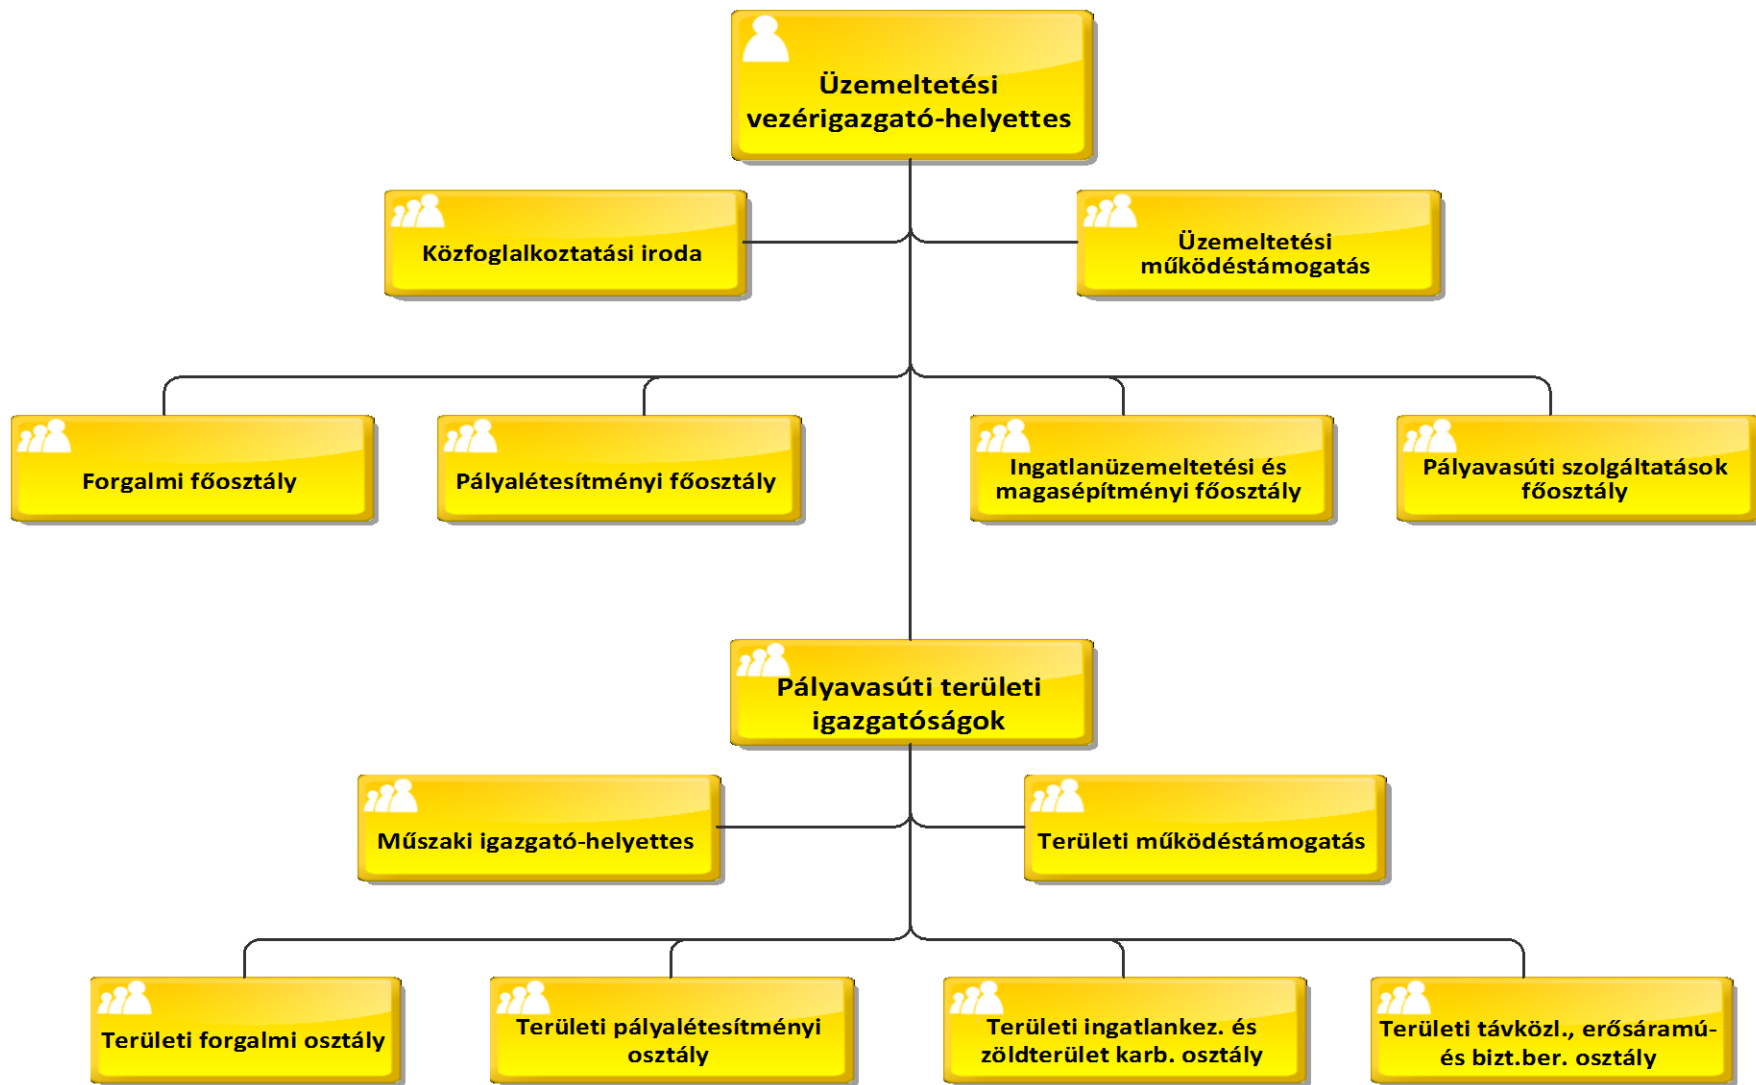 Üzemeltetési
vezérigazgató-helyettes
Közfoglalkoztatási iroda
Üzemeltetési
működéstámogatás
Forgalmi főosztály
Pályalétesítményi főosztály
Ingatlanüzemeltetési és
magasépítményi főosztály
Pályavasúti szolgáltatások
főosztály
Pályavasúti területi
igazgatóságok
Műszaki igazgató-helyettes
Területi működéstámogatás
Területi forgalmi osztály
Területi pályalétesítményi
osztály
Területi ingatlankez. és
zöldterület karb. osztály
Területi távközl., erősáramú-
és bizt.ber. osztály